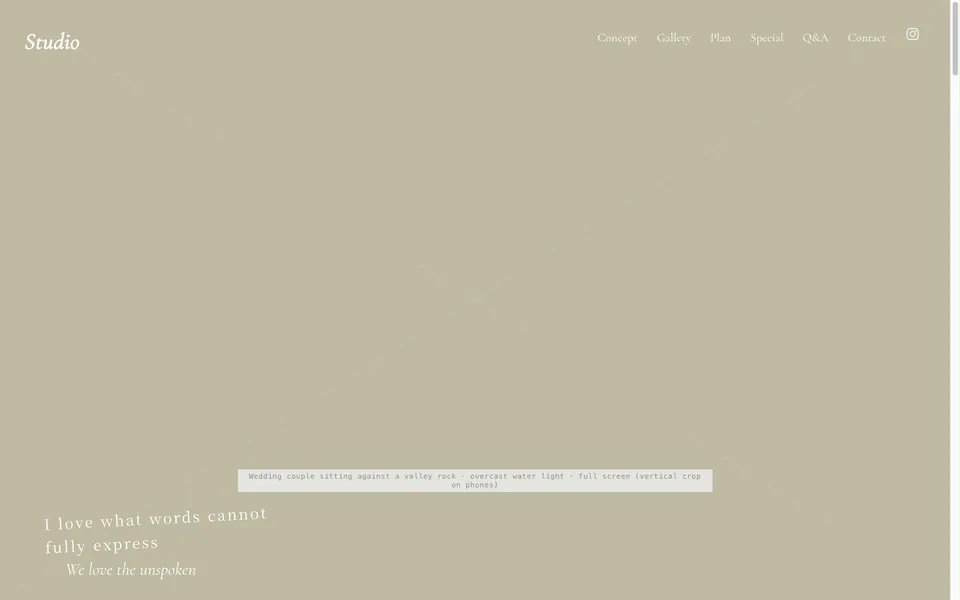 Studio
Concept Gallery Plan Special Q&A Contact
Wedding couple sitting against a valley rock · overcast water light · full screen (vertical crop
on phones)
I love what words cannot
fully express
We love the unspoken